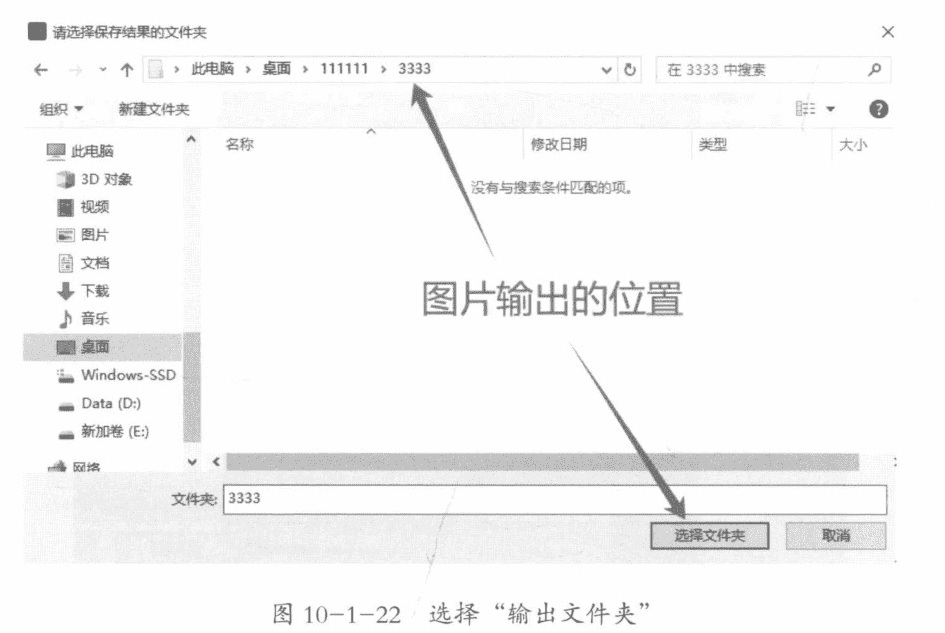 请选择保存结果的文件夹
此电脑 › 桌面 › 111111 › 3333
在 3333 中搜索
组织
新建文件夹
名称
修改日期
类型
大小
没有与搜索条件匹配的项。
此电脑
3D 对象
视频
图片
文档
下载
音乐
桌面
Windows-SSD
Data (D:)
新加卷 (E:)
网络
图片输出的位置
文件夹: 3333
选择文件夹
取消
图 10-1-22 选择“输出文件夹”